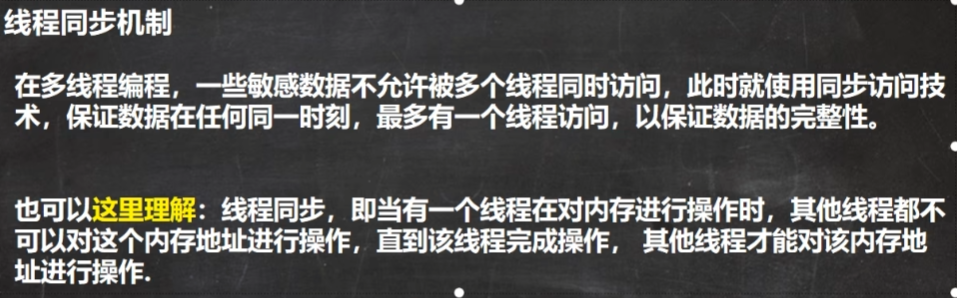 线程同步机制
在多线程编程，一些敏感数据不允许被多个线程同时访问，此时就使用同步访问技
术，保证数据在任何同一时刻，最多有一个线程访问，以保证数据的完整性。
也可以这里理解：线程同步，即当有一个线程在对内存进行操作时，其他线程都不
可以对这个内存地址进行操作，直到该线程完成操作， 其他线程才能对该内存地
址进行操作.